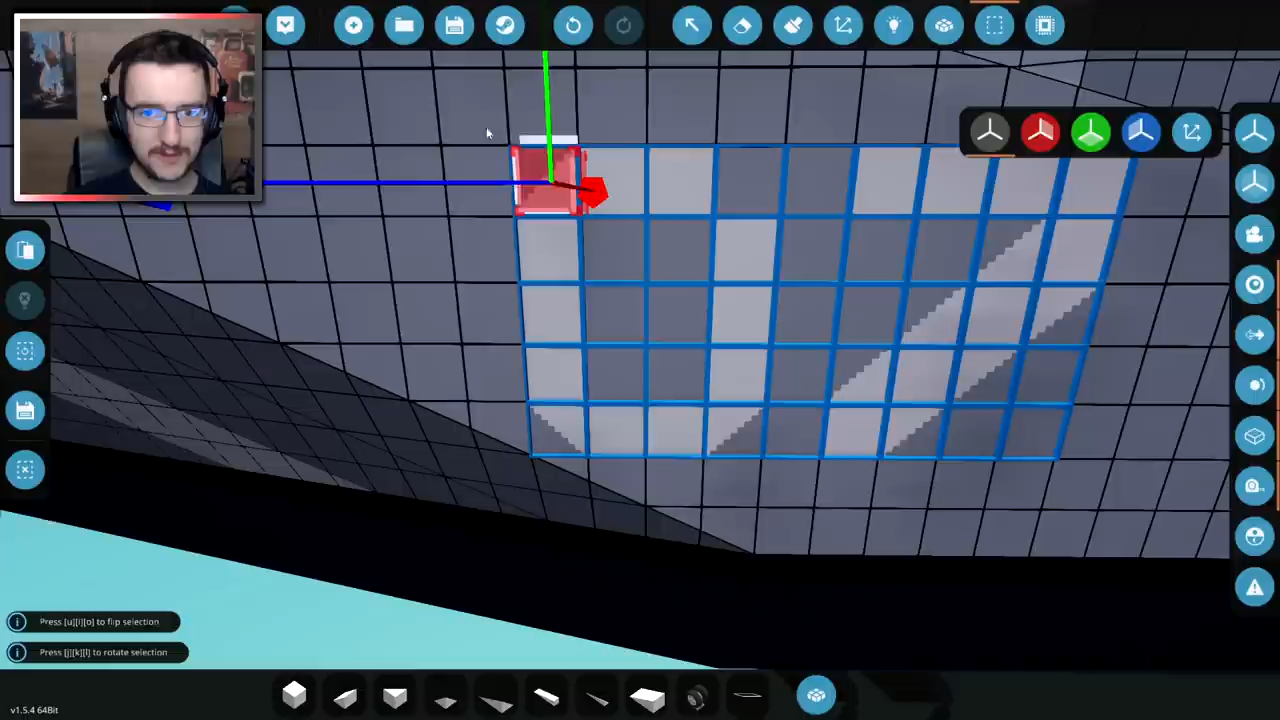 Press [u][i][o] to flip selection
Press [j][k][l] to rotate selection
v1.5.4 64Bit